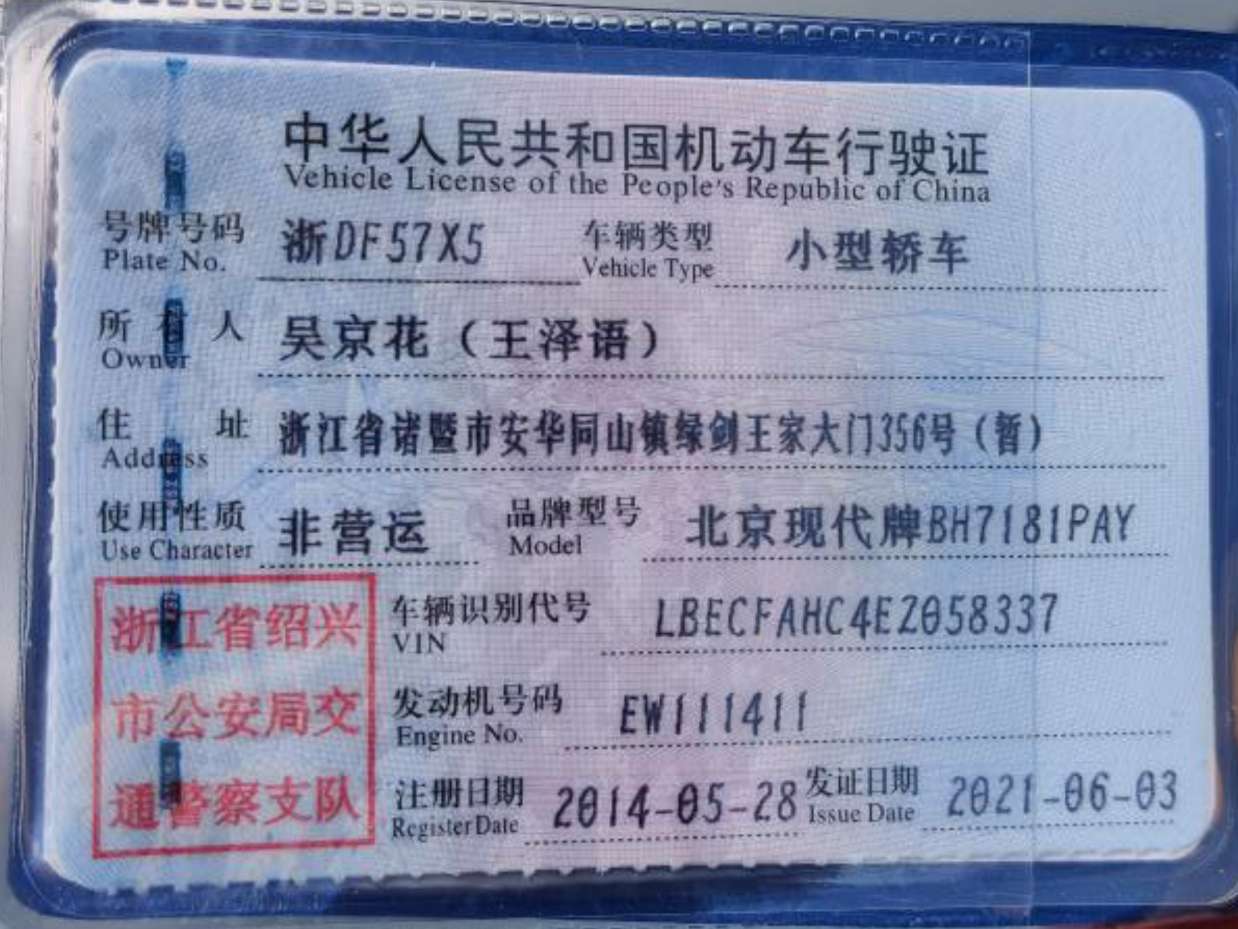 中华人民共和国机动车行驶证
Vehicle License of the People's Republic of China
号牌号码 浙DF57X5 车辆类型 小型轿车
Plate No. Vehicle Type
所有人 吴京花（王泽语）
Owner
住址 浙江省诸暨市安华同山镇绿剑王家大门356号（暂）
Address
使用性质 非营运 品牌型号 北京现代牌BH7181PAY
Use Character Model
浙江省绍兴
市公安局交
通警察支队
车辆识别代号 LBECFAHC4EZ058337
VIN
发动机号码 EW111411
Engine No.
注册日期 2014-05-28 发证日期 2021-06-03
Register Date Issue Date